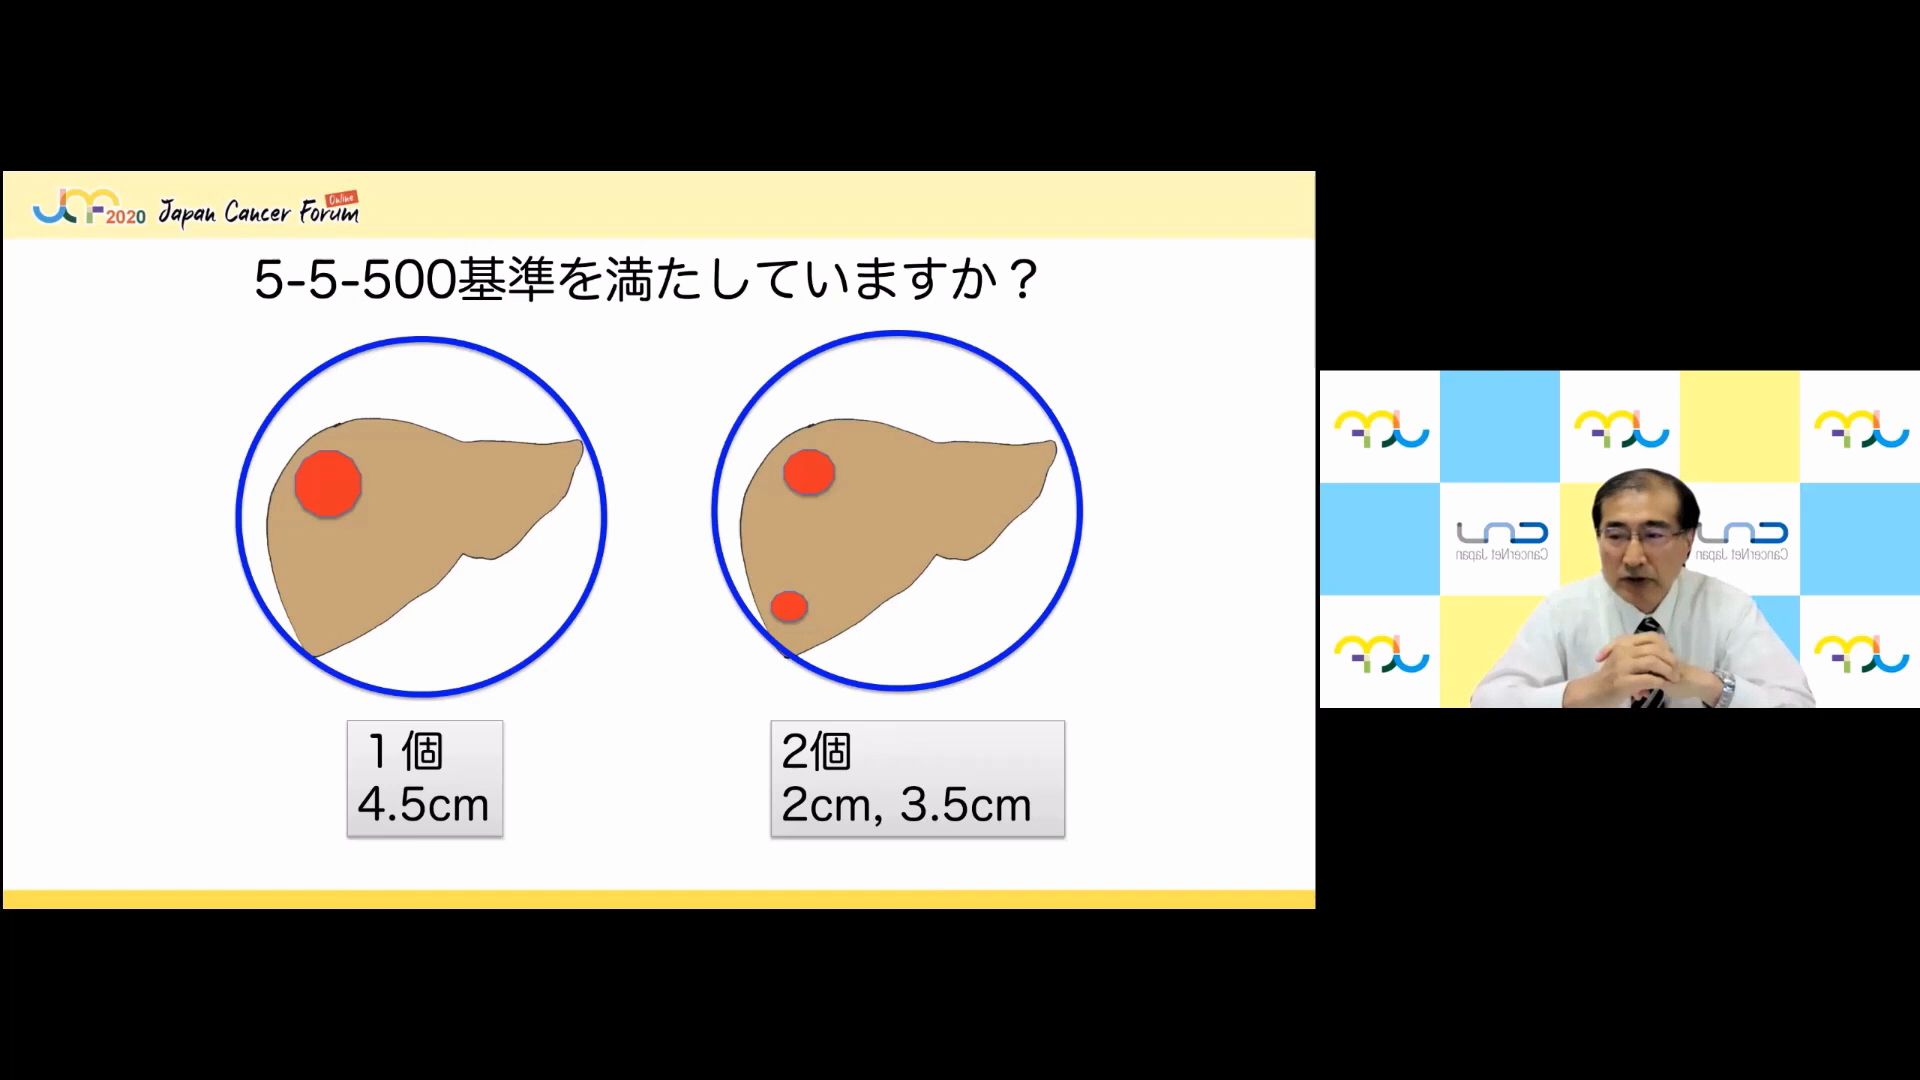 JCF2020 Japan Cancer Forum Online
5-5-500基準を満たしていますか？
１個
4.5cm
2個
2cm, 3.5cm
CancerNet Japan
CancerNet Japan